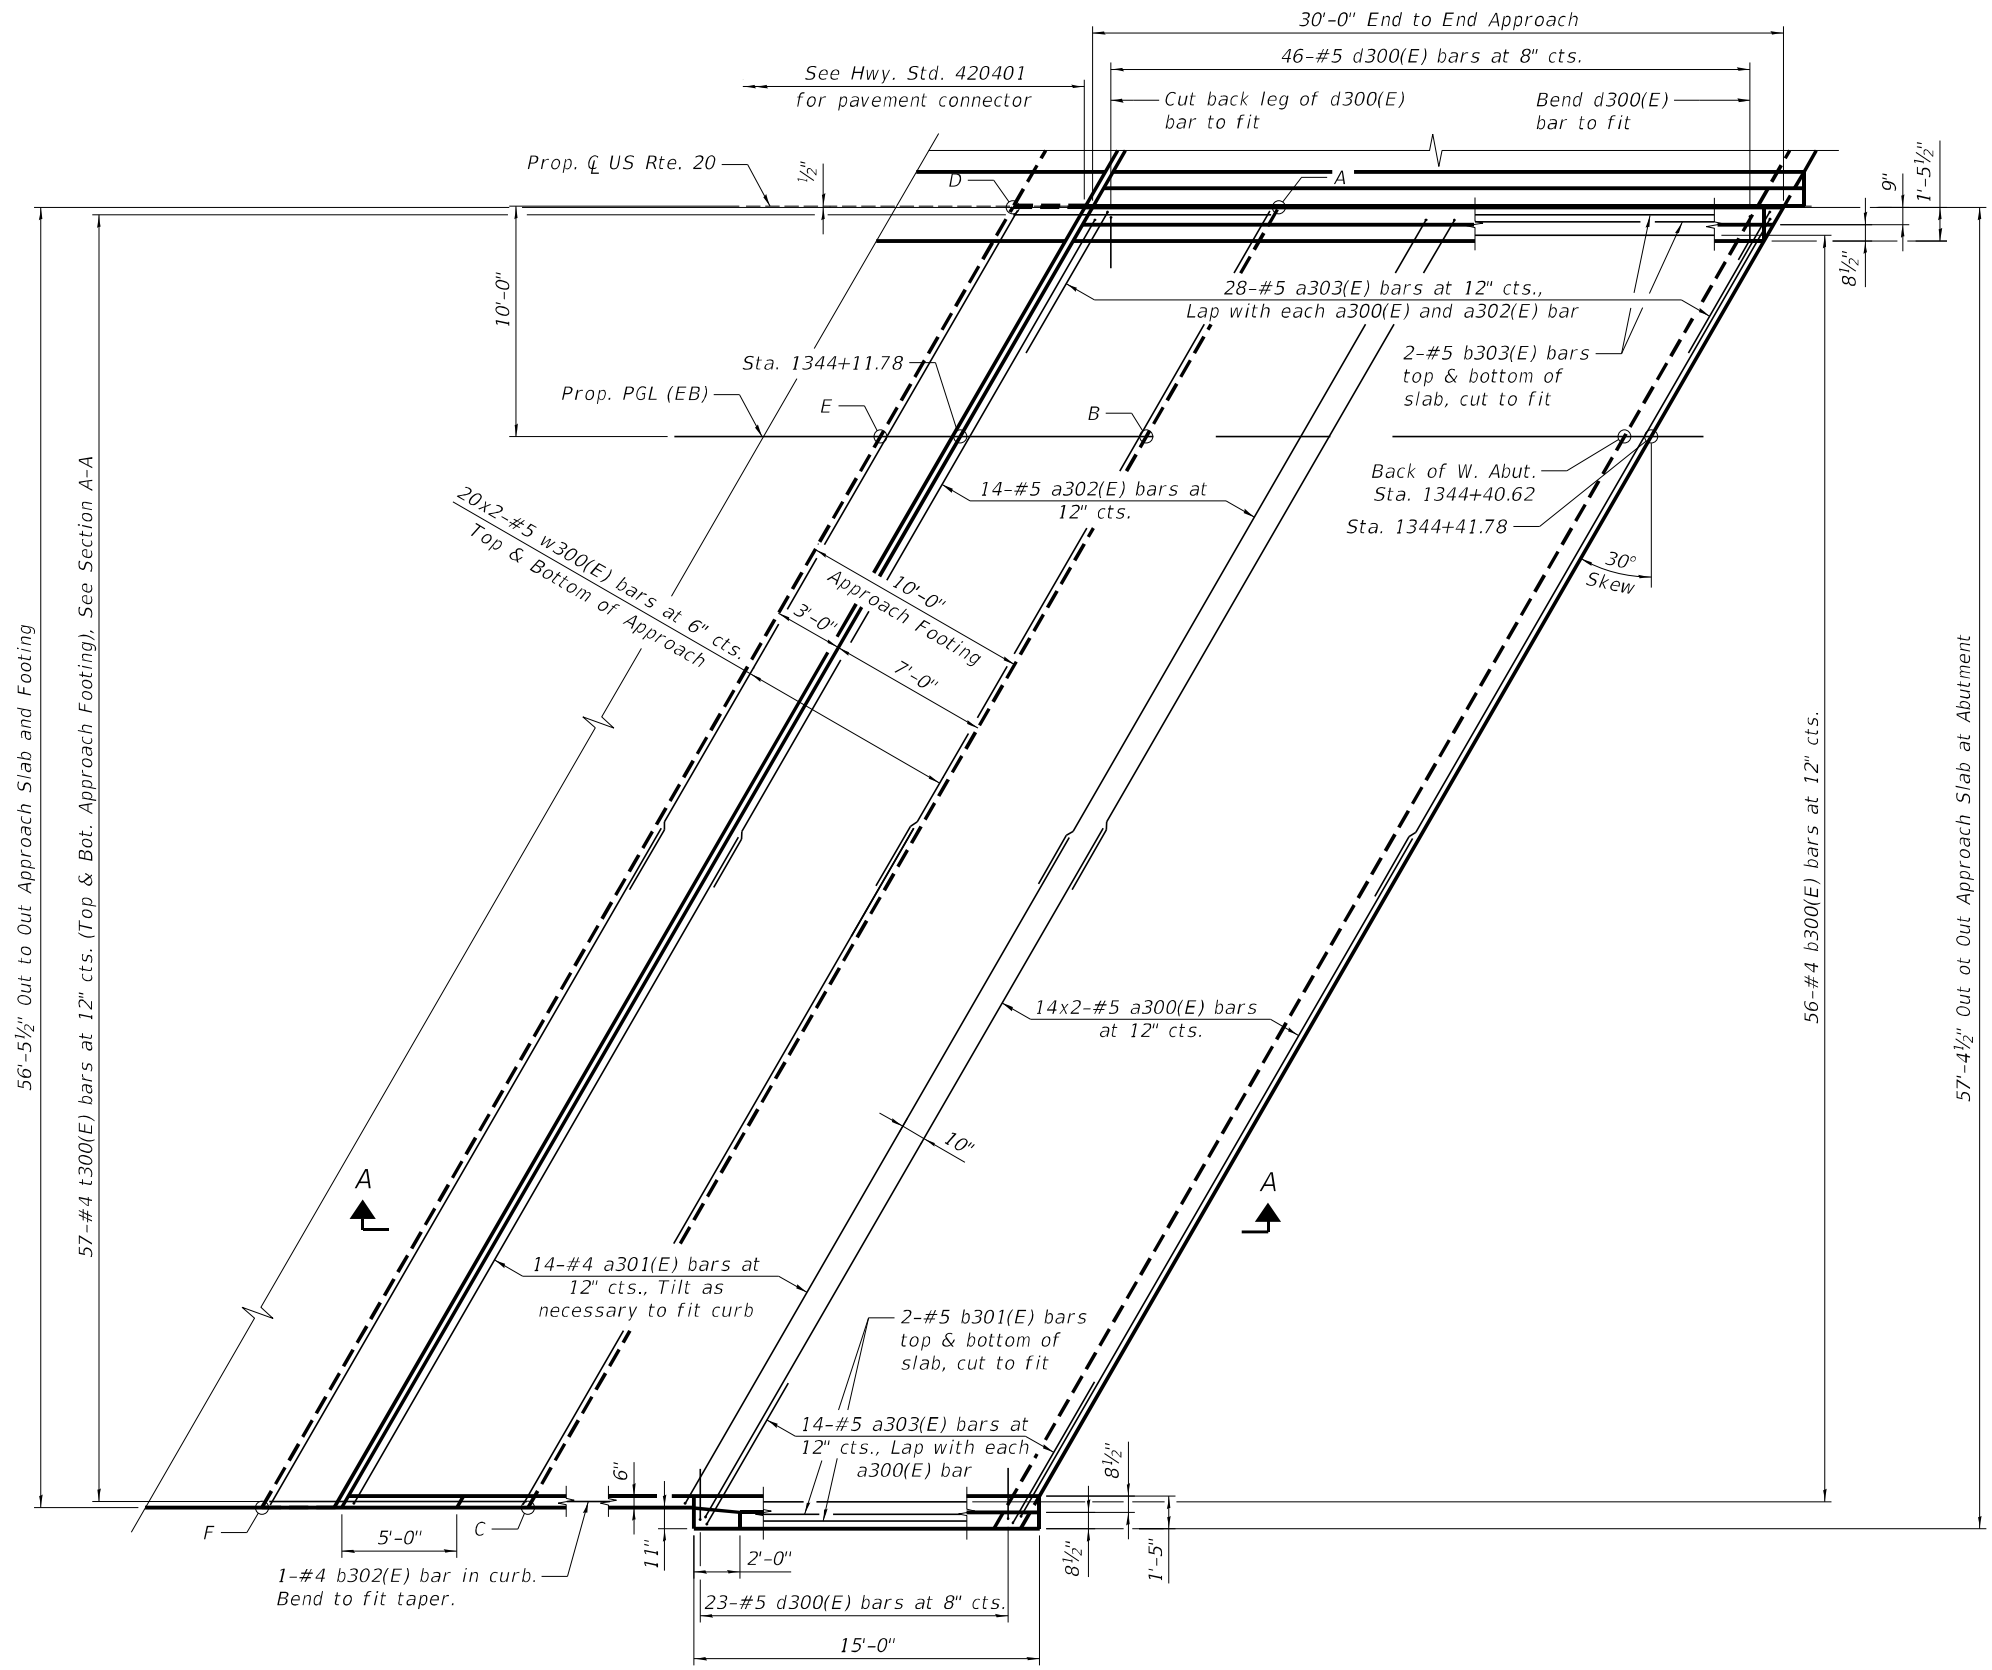 30'-0" End to End Approach
46-#5 d300(E) bars at 8" cts.
See Hwy. Std. 420401
for pavement connector
Cut back leg of d300(E)
bar to fit
Bend d300(E)
bar to fit
Prop. ℄ US Rte. 20
½"
D
A
9"
1'-5½"
8½"
10'-0"
28-#5 a303(E) bars at 12" cts.,
Lap with each a300(E) and a302(E) bar
Sta. 1344+11.78
2-#5 b303(E) bars
top & bottom of
slab, cut to fit
Prop. PGL (EB)
E
B
Back of W. Abut.
Sta. 1344+40.62
Sta. 1344+41.78
14-#5 a302(E) bars at
12" cts.
20x2-#5 w300(E) bars at 6" cts.
Top & Bottom of Approach
30°
Skew
10'-0"
Approach Footing
3'-0"
7'-0"
56'-5½" Out to Out Approach Slab and Footing
57-#4 t300(E) bars at 12" cts. (Top & Bot. Approach Footing), See Section A-A
56-#4 b300(E) bars at 12" cts.
57'-4½" Out ot Out Approach Slab at Abutment
14x2-#5 a300(E) bars
at 12" cts.
10"
A
A
14-#4 a301(E) bars at
12" cts., Tilt as
necessary to fit curb
2-#5 b301(E) bars
top & bottom of
slab, cut to fit
14-#5 a303(E) bars at
12" cts., Lap with each
a300(E) bar
6"
8½"
F
C
5'-0"
11"
2'-0"
8½"
1'-5"
1-#4 b302(E) bar in curb.
Bend to fit taper.
23-#5 d300(E) bars at 8" cts.
15'-0"